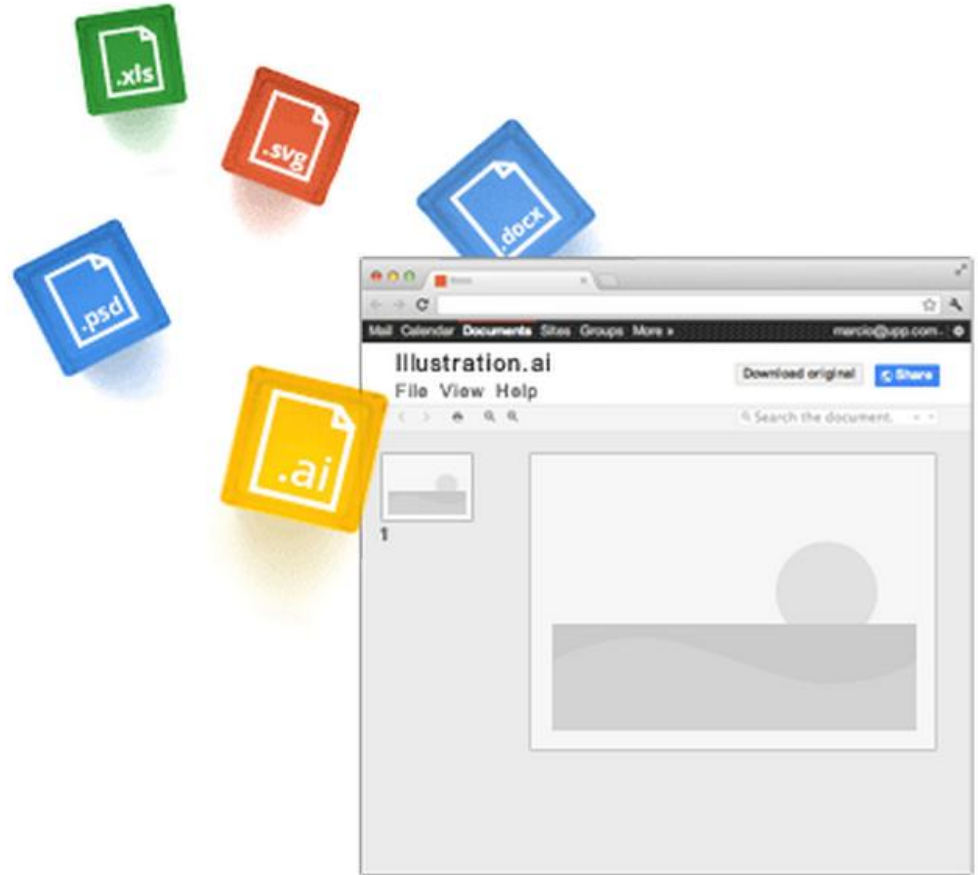 .xls
.svg
.docx
.psd
.ai
Mail Calendar Documents Sites Groups More »
marcio@upp.com
Illustration.ai
Download original
Share
File View Help
Search the document.
1